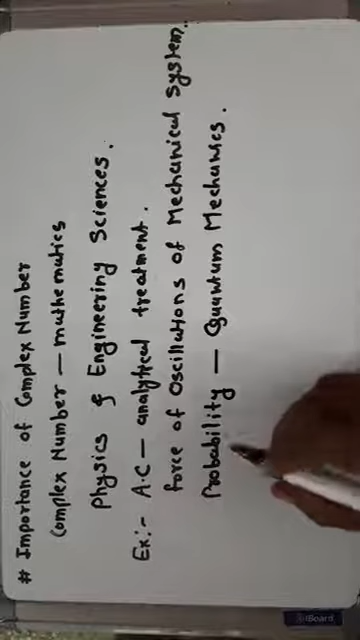 # Importance of Complex Number
Complex Number — mathematics
Physics & Engineering Sciences.
Ex:- A.C — analytical treatment.
force of oscillations of Mechanical system.
Probability — Quantum Mechanics.
Board